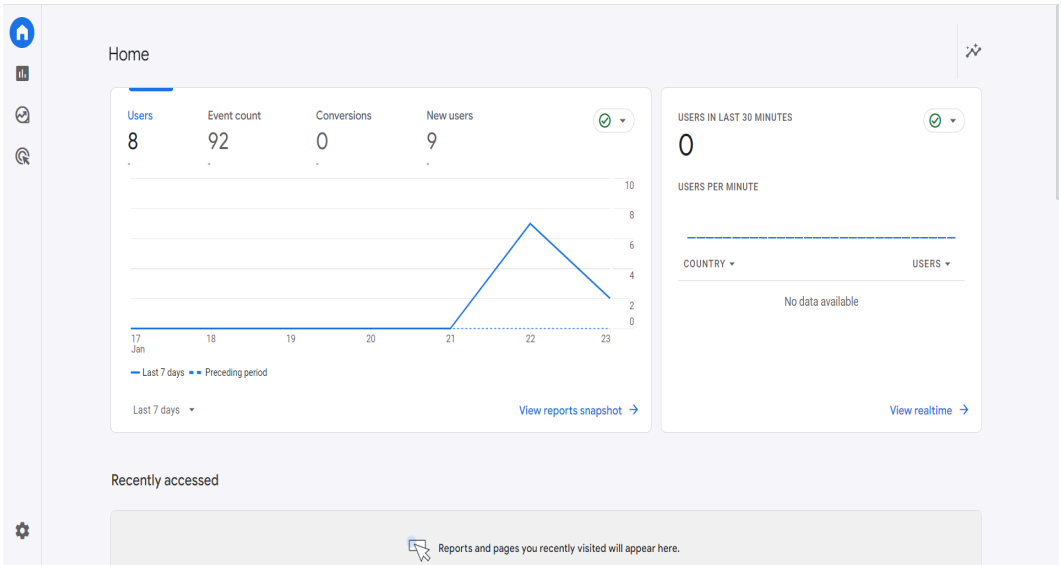 Home
Users Event count Conversions New users
8 92 0 9
- - - -
10
8
6
4
2
0
17 18 19 20 21 22 23
Jan
Last 7 days Preceding period
Last 7 days View reports snapshot
USERS IN LAST 30 MINUTES
0
USERS PER MINUTE
COUNTRY USERS
No data available
View realtime
Recently accessed
Reports and pages you recently visited will appear here.